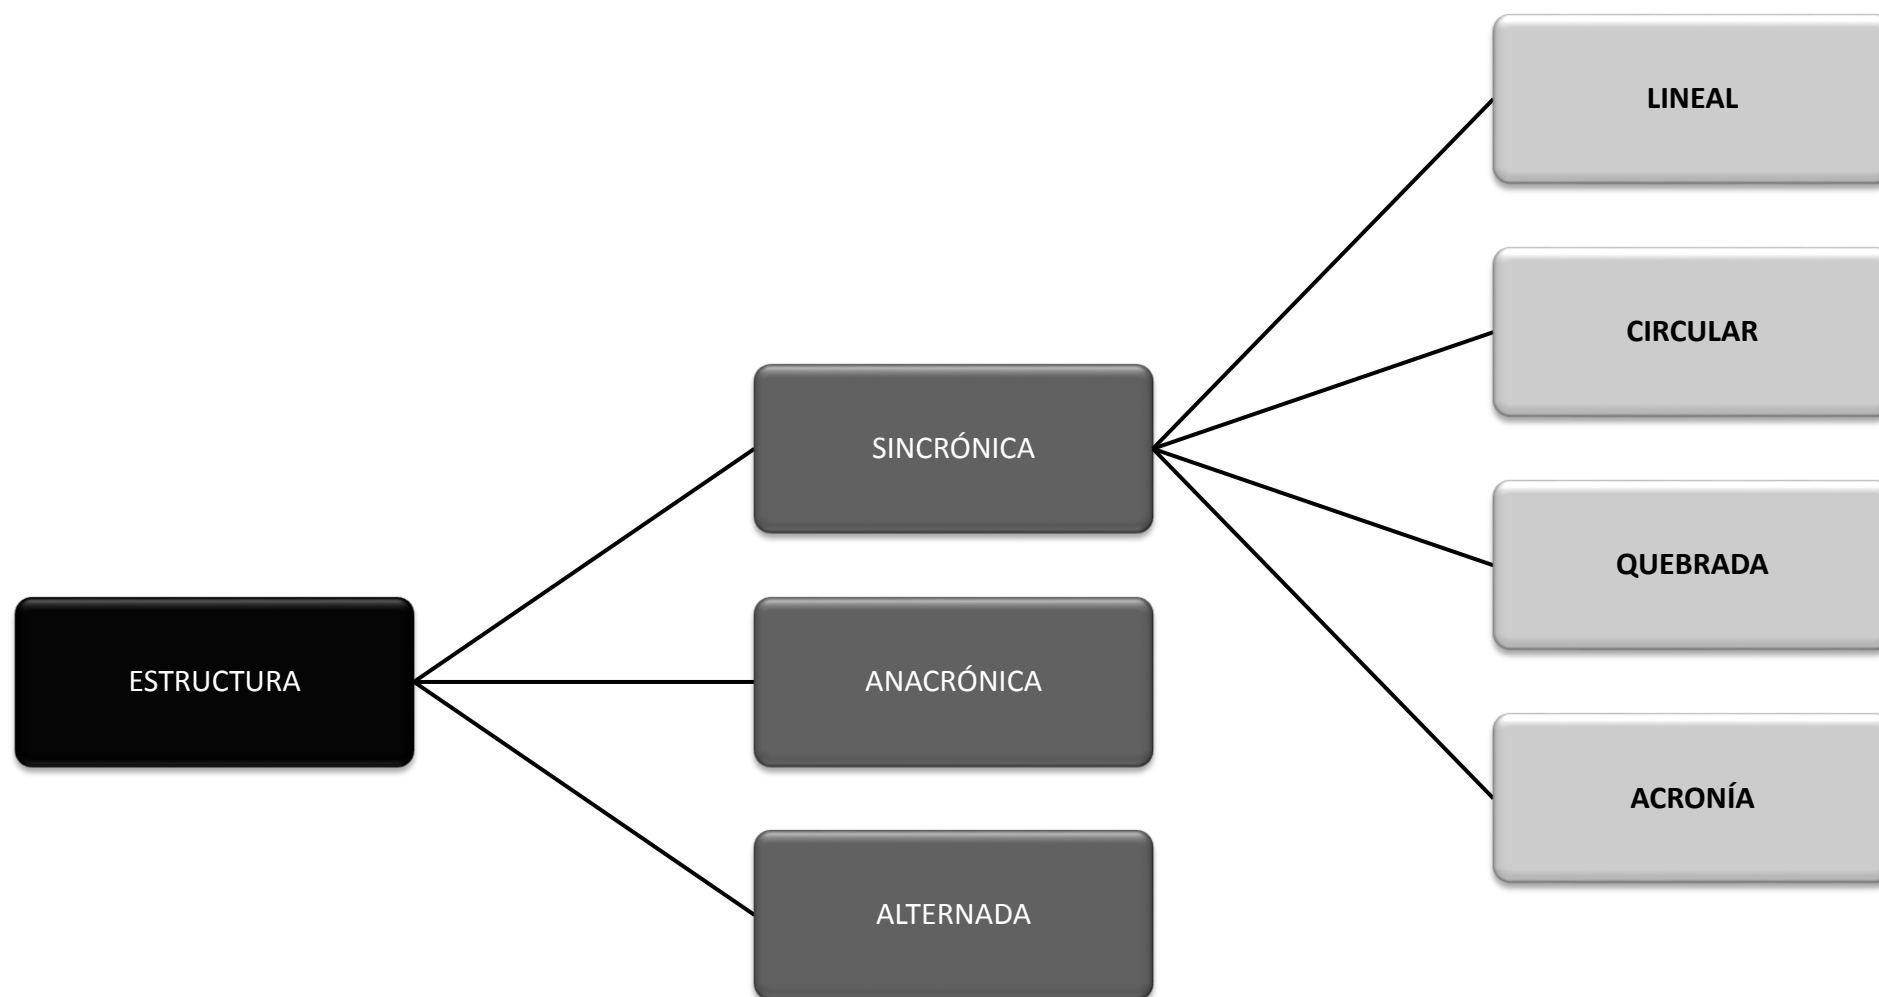 ESTRUCTURA
SINCRÓNICA
ANACRÓNICA
ALTERNADA
LINEAL
CIRCULAR
QUEBRADA
ACRONÍA